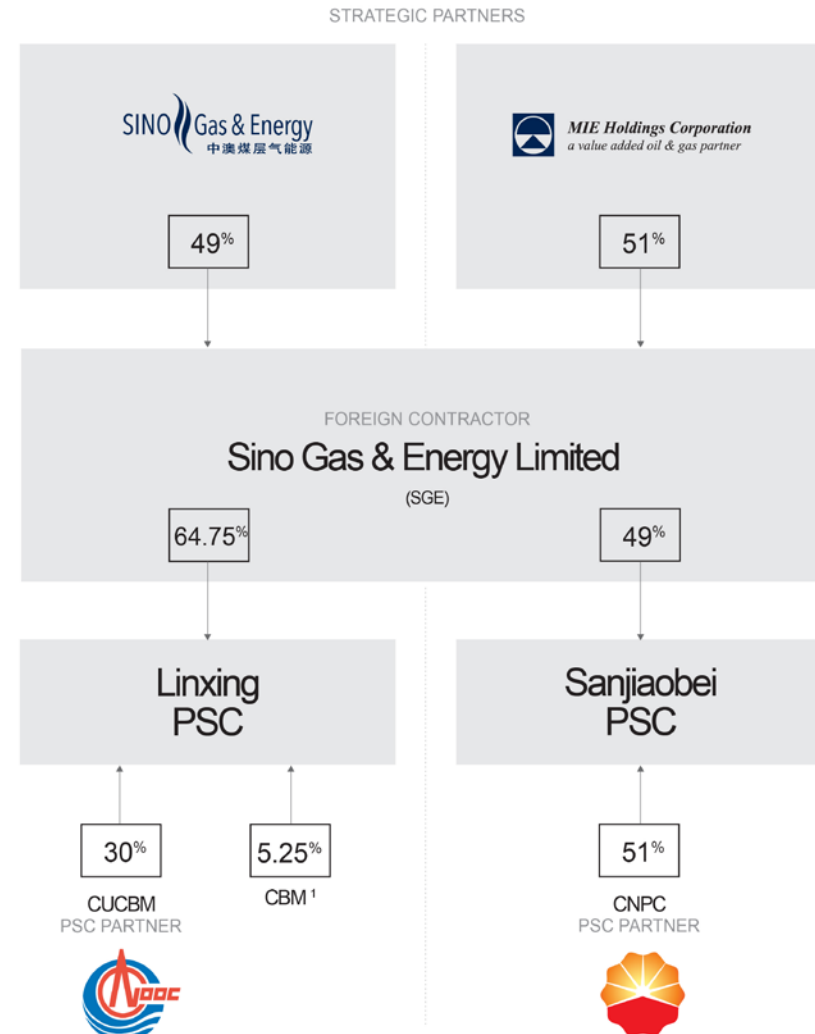 STRATEGIC PARTNERS
SINO Gas & Energy
中澳煤层气能源
MIE Holdings Corporation
a value added oil & gas partner
49%
51%
FOREIGN CONTRACTOR
Sino Gas & Energy Limited
(SGE)
64.75%
49%
Linxing
PSC
Sanjiaobei
PSC
30%
5.25%
51%
CUCBM
PSC PARTNER
CBM ¹
CNPC
PSC PARTNER
CNOOC